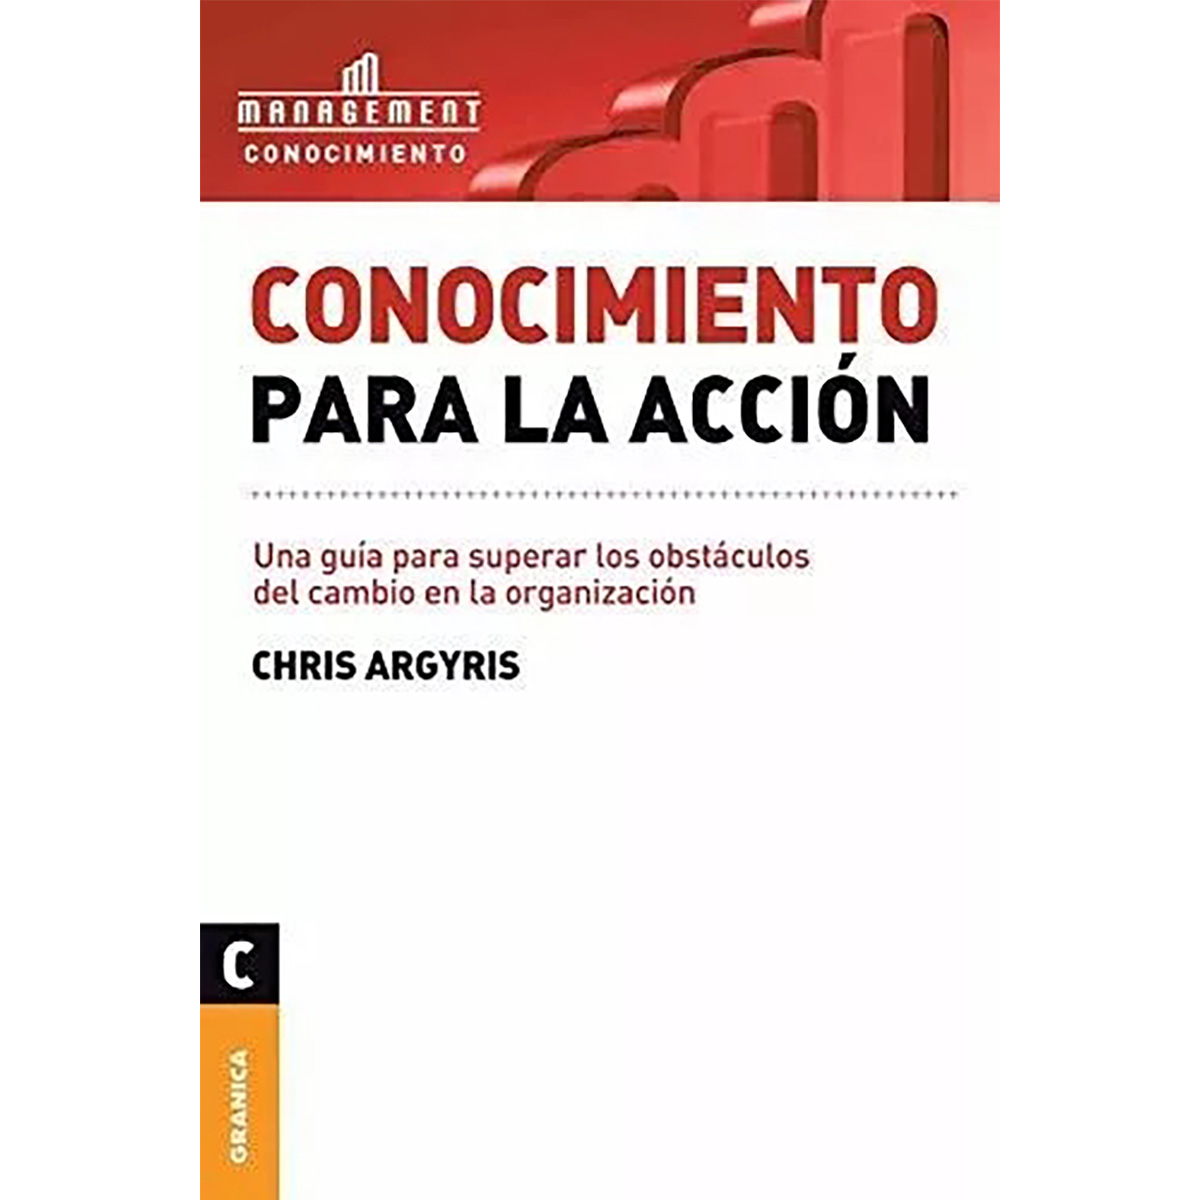 MANAGEMENT
CONOCIMIENTO
CONOCIMIENTO
PARA LA ACCIÓN
Una guía para superar los obstáculos
del cambio en la organización
CHRIS ARGYRIS
C
GRANICA